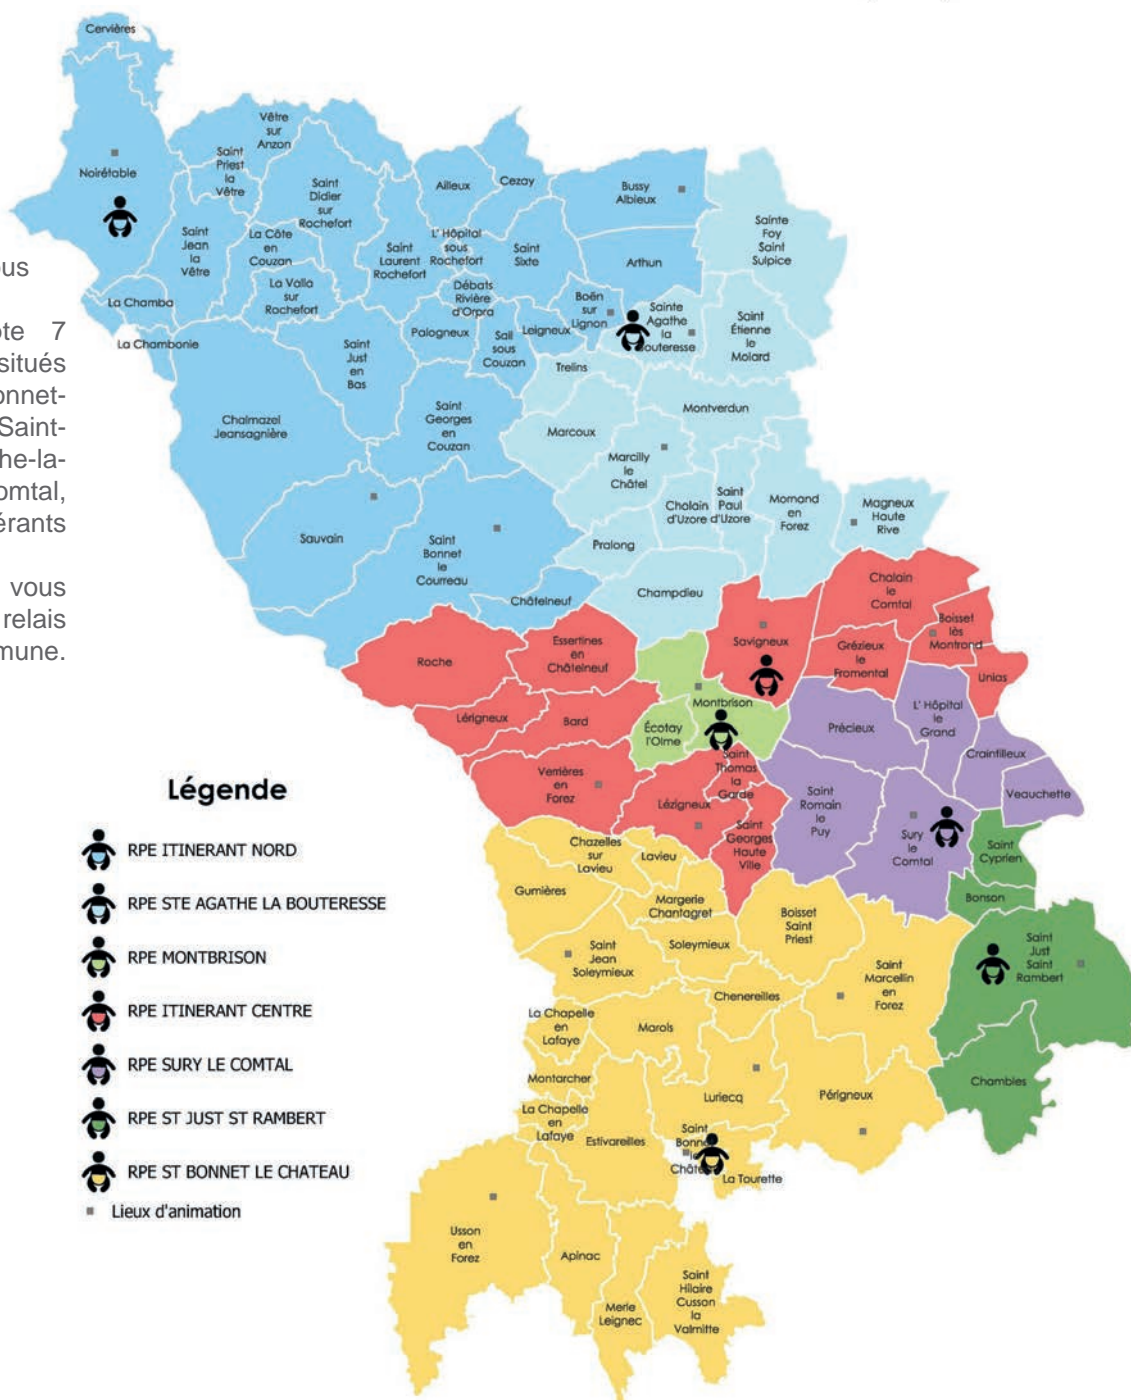 Cervières
Noirétable
Saint
Priest
la
Vêtre
Vêtre
sur
Anzon
Saint
Jean
la
Vêtre
La Côte
en
Couzan
Saint
Didier
sur
Rochefort
La Valla
sur
Rochefort
Saint
Laurent
Rochefort
Ailleux
Cezay
L' Hôpital
sous
Rochefort
Saint
Sixte
Bussy
Albieux
Arthun
Sainte
Foy
Saint
Sulpice
La Chamba
La Chambonie
Débats
Rivière
d'Orpra
Palogneux
Sail
sous
Couzan
Leigneux
Boën
sur
Lignon
Sainte
Agathe
la
Bouteresse
Saint
Étienne
le
Molard
Saint
Just
en
Bas
Trelins
Chalmazel
Jeansagnière
Saint
Georges
en
Couzan
Marcoux
Montverdun
Marcilly
le
Châtel
Chalain
d'Uzore
Saint
Paul
d'Uzore
Mornand
en
Forez
Magneux
Haute
Rive
Sauvain
Saint
Bonnet
le
Courreau
Pralong
Châtelneuf
Champdieu
ous
ote 7
situés
onnet-
Saint-
he-la-
omtal,
érants
vous
relais
mune.
Roche
Essertines
en
Châtelneuf
Savigneux
Chalain
le
Comtal
Boisset
lès
Montrond
Grézieux
le
Fromental
Unias
Lérigneux
Bard
Écotay
l'Olme
Montbrison
Précieux
L' Hôpital
le
Grand
Craintilleux
Veauchette
Verrières
en
Forez
Lézigneux
Saint
Thomas
la
Garde
Saint
Georges
Haute
Ville
Saint
Romain
le
Puy
Sury
le
Comtal
Saint
Cyprien
Bonson
Chazelles
sur
Lavieu
Lavieu
Gumières
Margerie
Chantagret
Boisset
Saint
Priest
Saint
Jean
Soleymieux
Soleymieux
Saint
Marcellin
en
Forez
Saint
Just
Saint
Rambert
Chenereilles
La Chapelle
en
Lafaye
Marols
Montarcher
Luriecq
Périgneux
Chambles
La Chapelle
en
Lafaye
Estivareilles
Saint
Bonnet
le
Château
La Tourette
Usson
en
Forez
Apinac
Merle
Leignec
Saint
Hilaire
Cusson
la
Valmitte
Légende
RPE ITINERANT NORD
RPE STE AGATHE LA BOUTERESSE
RPE MONTBRISON
RPE ITINERANT CENTRE
RPE SURY LE COMTAL
RPE ST JUST ST RAMBERT
RPE ST BONNET LE CHATEAU
Lieux d'animation